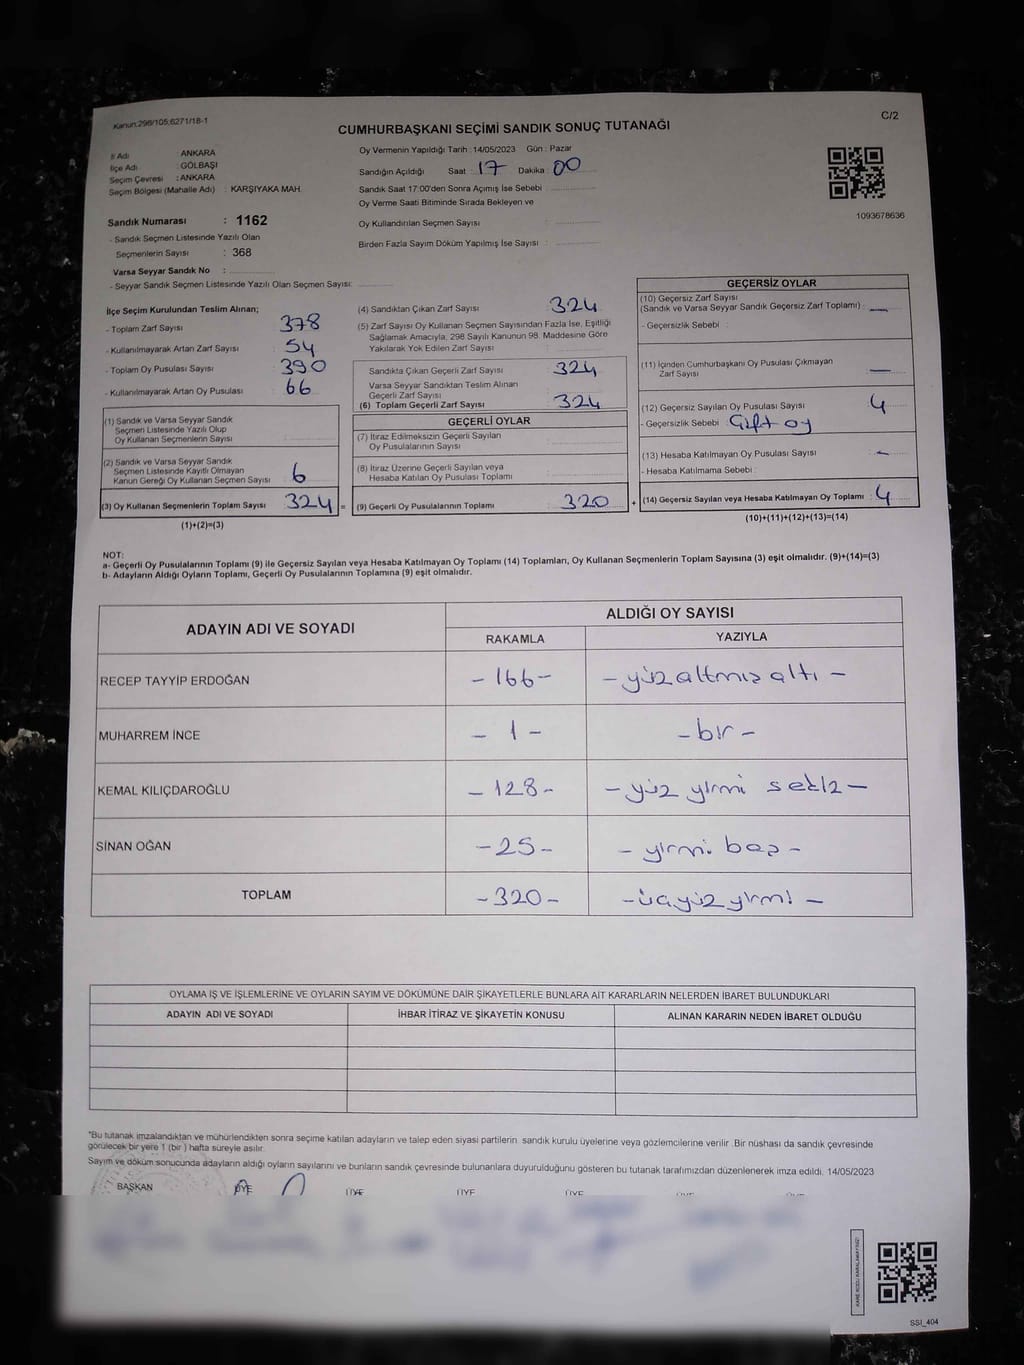 Kanun:298/105;6271/18-1
C/2
CUMHURBAŞKANI SEÇİMİ SANDIK SONUÇ TUTANAĞI
İl Adı : ANKARA
İlçe Adı : GÖLBAŞI
Seçim Çevresi : ANKARA
Seçim Bölgesi (Mahalle Adı) : KARŞIYAKA MAH.
Oy Vermenin Yapıldığı Tarih : 14/05/2023 Gün : Pazar
Sandığın Açıldığı Saat : 17 Dakika : 00
Sandık Saat 17:00'den Sonra Açımış İse Sebebi :
Oy Verme Saati Bitiminde Sırada Bekleyen ve
Oy Kullandırılan Seçmen Sayısı :
Birden Fazla Sayım Döküm Yapılmış İse Sayısı :
1093678636
Sandık Numarası : 1162
- Sandık Seçmen Listesinde Yazılı Olan
Seçmenlerin Sayısı : 368
Varsa Seyyar Sandık No :
- Seyyar Sandık Seçmen Listesinde Yazılı Olan Seçmen Sayısı:
İlçe Seçim Kurulundan Teslim Alınan;
- Toplam Zarf Sayısı : 378
- Kullanılmayarak Artan Zarf Sayısı : 54
- Toplam Oy Pusulası Sayısı : 390
- Kullanılmayarak Artan Oy Pusulası : 66
(1) Sandık ve Varsa Seyyar Sandık
Seçmen Listesinde Yazılı Olup
Oy Kullanan Seçmenlerin Sayısı :
(2) Sandık ve Varsa Seyyar Sandık
Seçmen Listesinde Kayıtlı Olmayan
Kanun Gereği Oy Kullanan Seçmen Sayısı : 6
(3) Oy Kullanan Seçmenlerin Toplam Sayısı : 324 =
(1)+(2)=(3)
(4) Sandıktan Çıkan Zarf Sayısı : 324
(5) Zarf Sayısı Oy Kullanan Seçmen Sayısından Fazla İse, Eşitliği
Sağlamak Amacıyla; 298 Sayılı Kanunun 98. Maddesine Göre
Yakılarak Yok Edilen Zarf Sayısı :
Sandıkta Çıkan Geçerli Zarf Sayısı : 324
Varsa Seyyar Sandıktan Teslim Alınan
Geçerli Zarf Sayısı :
(6) Toplam Geçerli Zarf Sayısı : 324
GEÇERLİ OYLAR
(7) İtiraz Edilmeksizin Geçerli Sayılan
Oy Pusulalarının Sayısı :
(8) İtiraz Üzerine Geçerli Sayılan veya
Hesaba Katılan Oy Pusulası Toplamı :
(9) Geçerli Oy Pusulalarının Toplamı : 320 +
GEÇERSİZ OYLAR
(10) Geçersiz Zarf Sayısı
(Sandık ve Varsa Seyyar Sandık Geçersiz Zarf Toplamı) : —
- Geçersizlik Sebebi :
(11) İçinden Cumhurbaşkanı Oy Pusulası Çıkmayan
Zarf Sayısı : —
(12) Geçersiz Sayılan Oy Pusulası Sayısı : 4
- Geçersizlik Sebebi : Çift oy
(13) Hesaba Katılmayan Oy Pusulası Sayısı : -
- Hesaba Katılmama Sebebi :
(14) Geçersiz Sayılan veya Hesaba Katılmayan Oy Toplamı : 4
(10)+(11)+(12)+(13)=(14)
NOT:
a- Geçerli Oy Pusulalarının Toplamı (9) ile Geçersiz Sayılan veya Hesaba Katılmayan Oy Toplamı (14) Toplamları, Oy Kullanan Seçmenlerin Toplam Sayısına (3) eşit olmalıdır. (9)+(14)=(3)
b- Adayların Aldığı Oyların Toplamı, Geçerli Oy Pusulalarının Toplamına (9) eşit olmalıdır.
ADAYIN ADI VE SOYADI
ALDIĞI OY SAYISI
RAKAMLA YAZIYLA
RECEP TAYYİP ERDOĞAN - 166 - - yüz altmış altı -
MUHARREM İNCE - 1 - - bir -
KEMAL KILIÇDAROĞLU - 128 - - yüz yirmi sekiz -
SİNAN OĞAN - 25 - - yirmi beş -
TOPLAM - 320 - - üçyüz yirmi -
OYLAMA İŞ VE İŞLEMLERİNE VE OYLARIN SAYIM VE DÖKÜMÜNE DAİR ŞİKAYETLERLE BUNLARA AİT KARARLARIN NELERDEN İBARET BULUNDUKLARI
ADAYIN ADI VE SOYADI İHBAR İTİRAZ VE ŞİKAYETİN KONUSU ALINAN KARARIN NEDEN İBARET OLDUĞU
*Bu tutanak imzalandıktan ve mühürlendikten sonra seçime katılan adayların ve talep eden siyasi partilerin sandık kurulu üyelerine veya gözlemcilerine verilir .Bir nüshası da sandık çevresinde
görülecek bir yere 1 (bir ) hafta süreyle asılır.
Sayım ve döküm sonucunda adayların aldığı oyların sayılarını ve bunların sandık çevresinde bulunanlara duyurulduğunu gösteren bu tutanak tarafımızdan düzenlenerek imza edildi. 14/05/2023
BAŞKAN ÜYE ÜYE ÜYE ÜYE
SSI_404